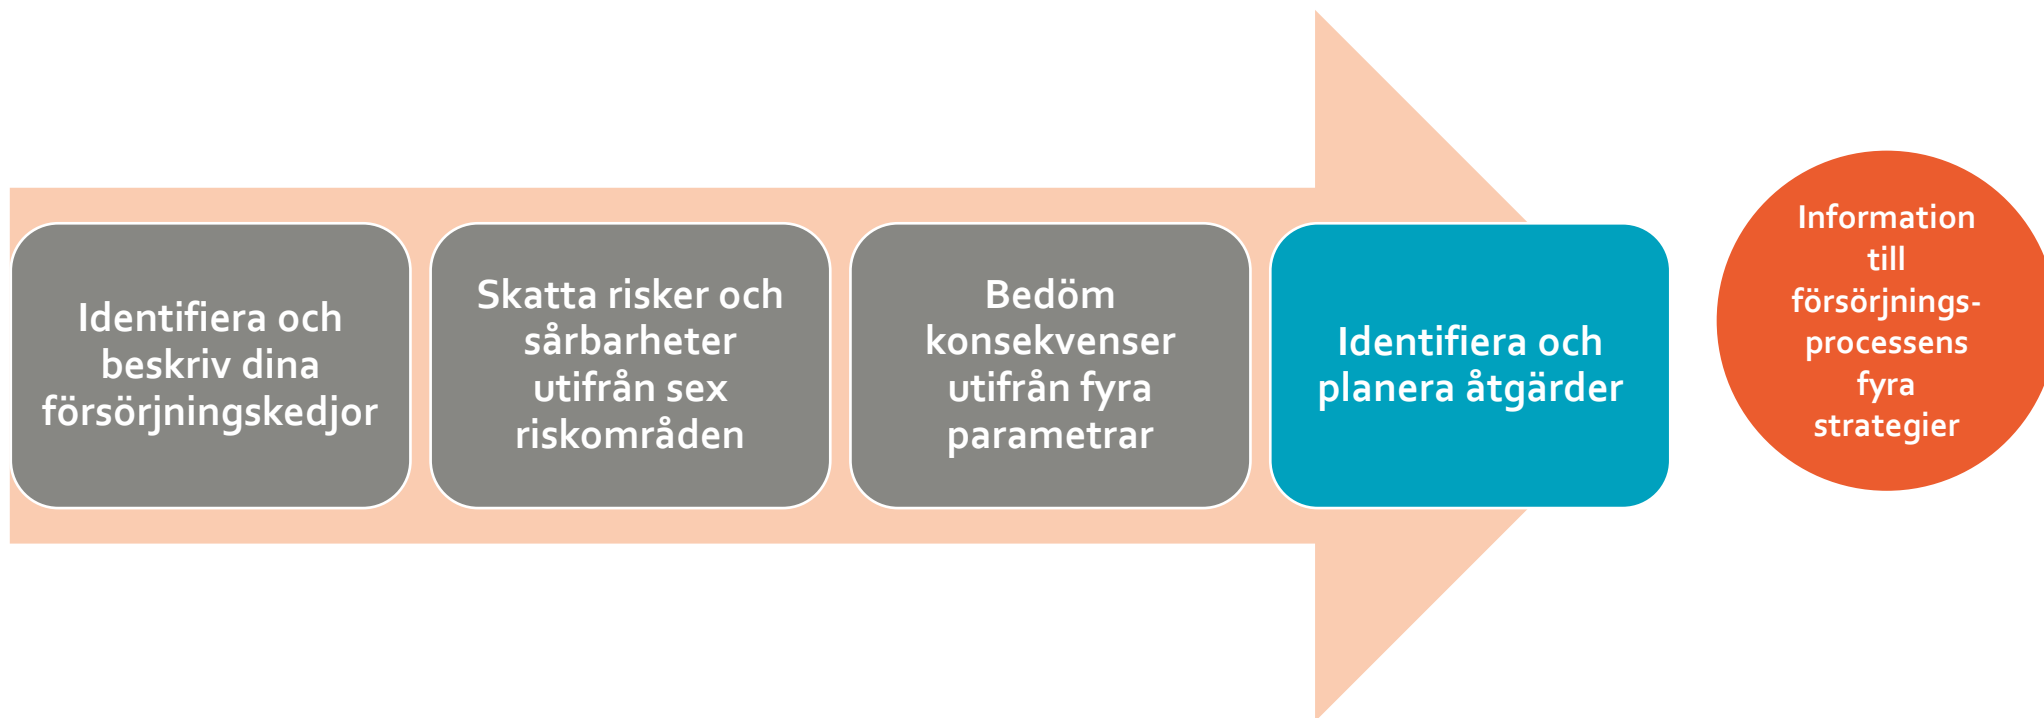 Identifiera och
beskriv dina
försörjningskedjor
Skatta risker och
sårbarheter
utifrån sex
riskområden
Bedöm
konsekvenser
utifrån fyra
parametrar
Identifiera och
planera åtgärder
Information
till
försörjnings-
processens
fyra
strategier